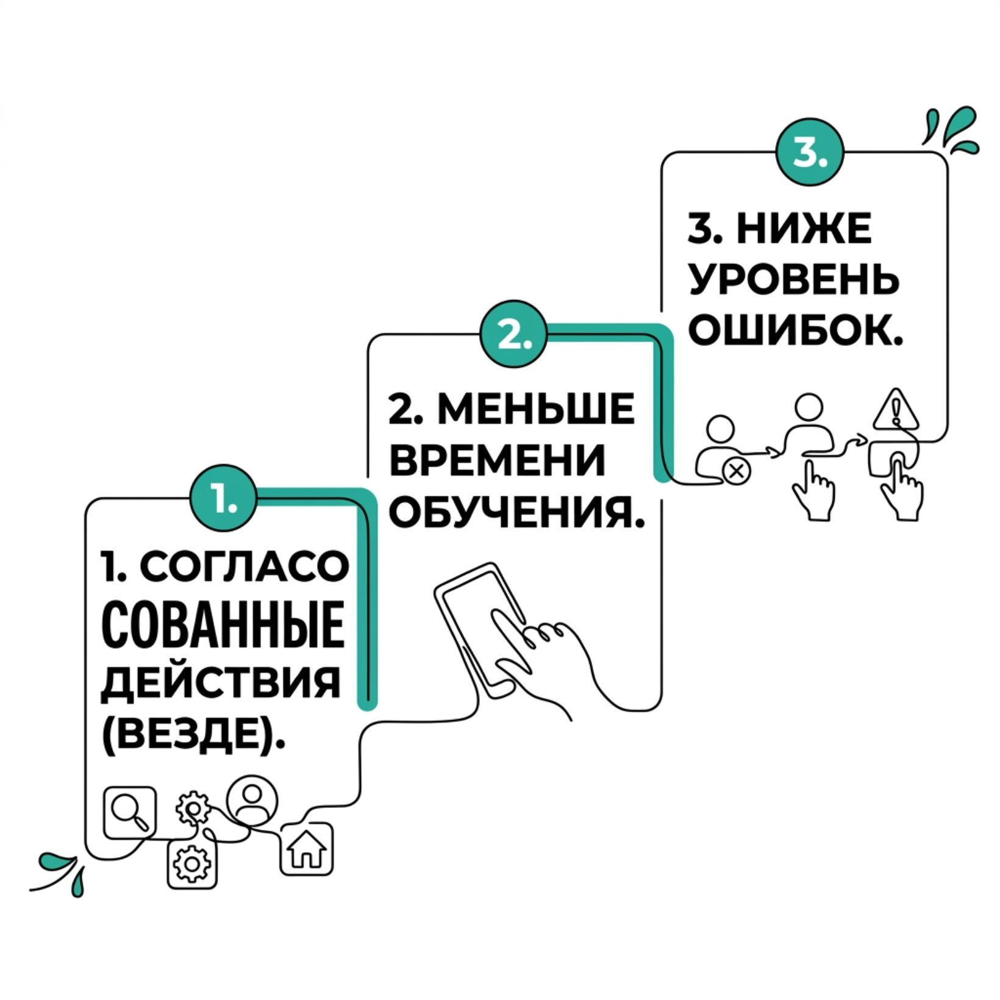 1.
1. СОГЛАСО
СОВАННЫЕ
ДЕЙСТВИЯ
(ВЕЗДЕ).
2.
2. МЕНЬШЕ
ВРЕМЕНИ
ОБУЧЕНИЯ.
3.
3. НИЖЕ
УРОВЕНЬ
ОШИБОК.